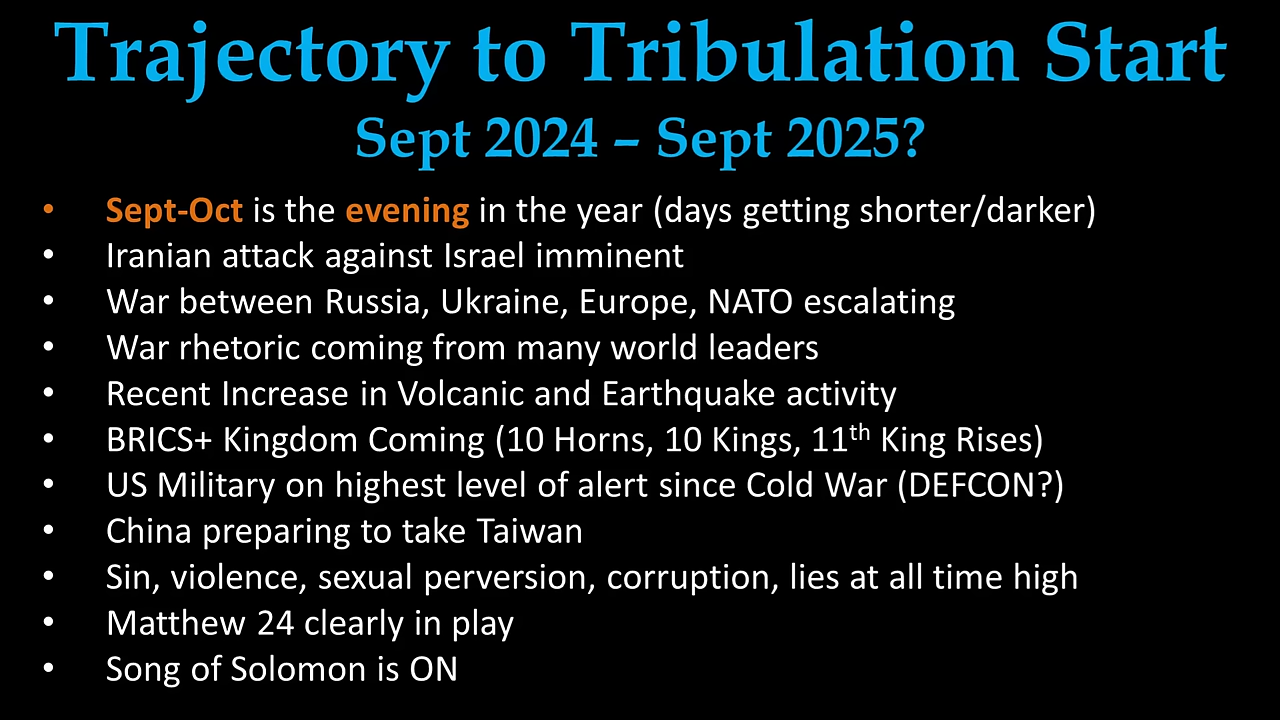 Trajectory to Tribulation Start
Sept 2024 – Sept 2025?
• Sept-Oct is the evening in the year (days getting shorter/darker)
• Iranian attack against Israel imminent
• War between Russia, Ukraine, Europe, NATO escalating
• War rhetoric coming from many world leaders
• Recent Increase in Volcanic and Earthquake activity
• BRICS+ Kingdom Coming (10 Horns, 10 Kings, 11th King Rises)
• US Military on highest level of alert since Cold War (DEFCON?)
• China preparing to take Taiwan
• Sin, violence, sexual perversion, corruption, lies at all time high
• Matthew 24 clearly in play
• Song of Solomon is ON